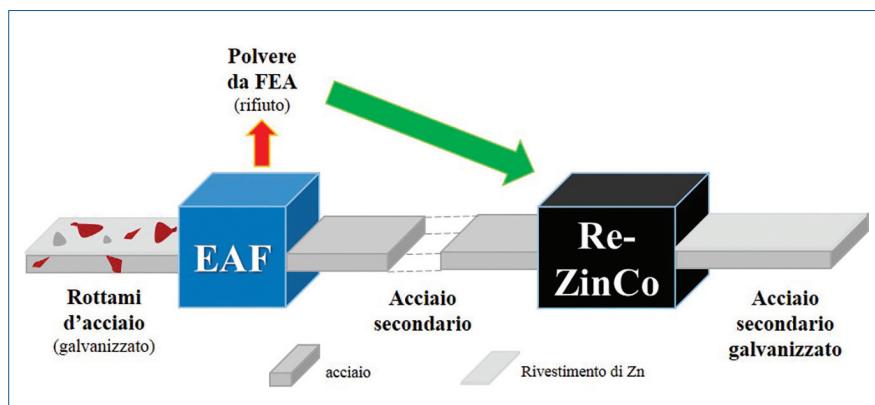 Polvere
da FEA
(rifiuto)
EAF
Re-
ZinCo
Rottami
d’acciaio
(galvanizzato)
Acciaio
secondario
Acciaio
secondario
galvanizzato
acciaio
Rivestimento di Zn